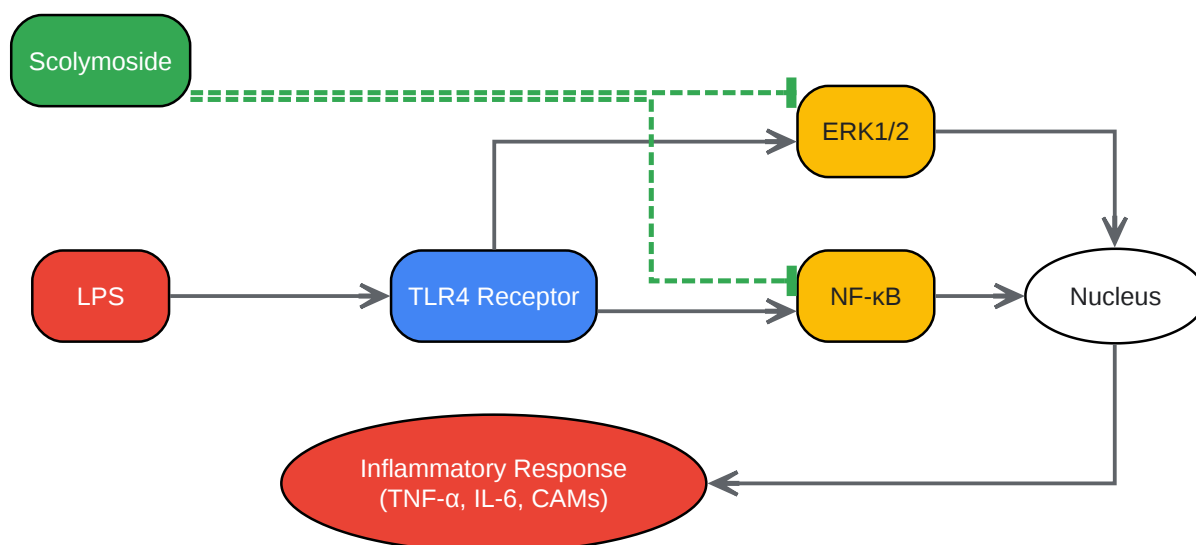 Scolymoside
ERK1/2
LPS
TLR4 Receptor
NF-κB
Nucleus
Inflammatory Response
(TNF-α, IL-6, CAMs)